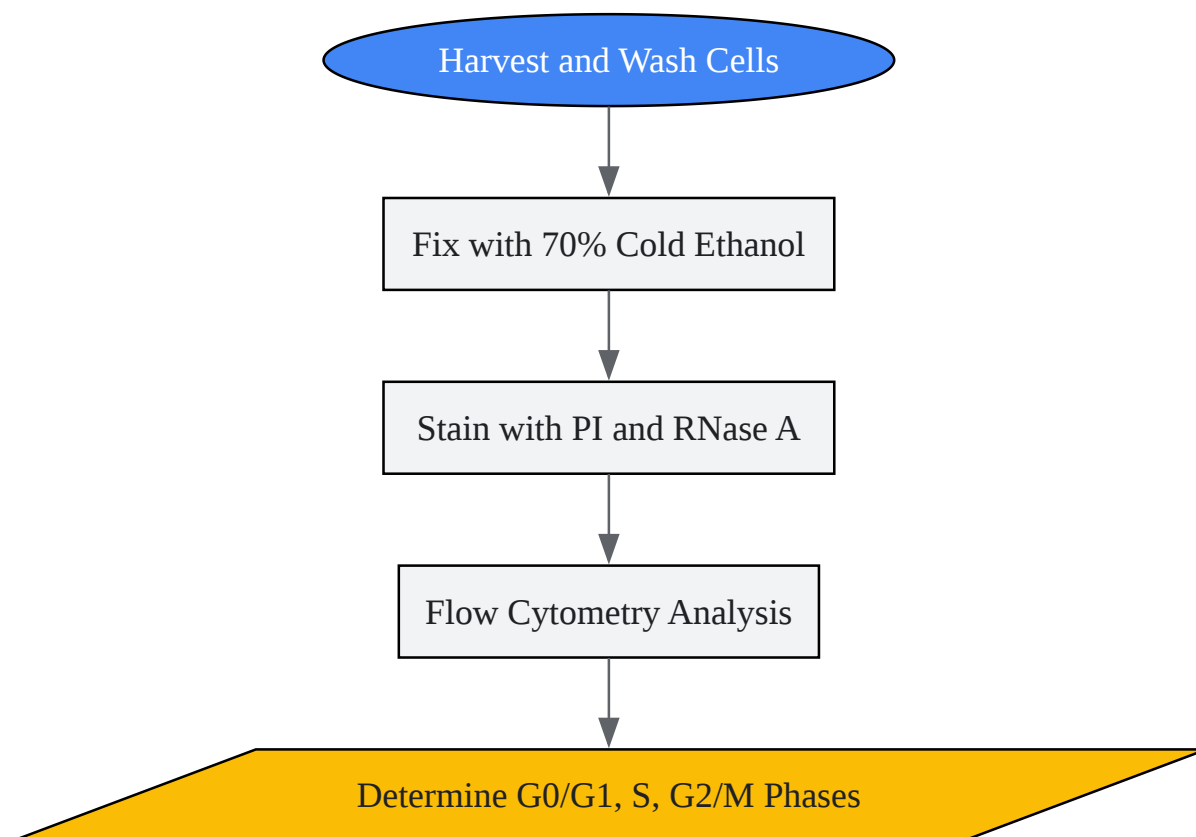 Harvest and Wash Cells
Fix with 70% Cold Ethanol
Stain with PI and RNase A
Flow Cytometry Analysis
Determine G0/G1, S, G2/M Phases